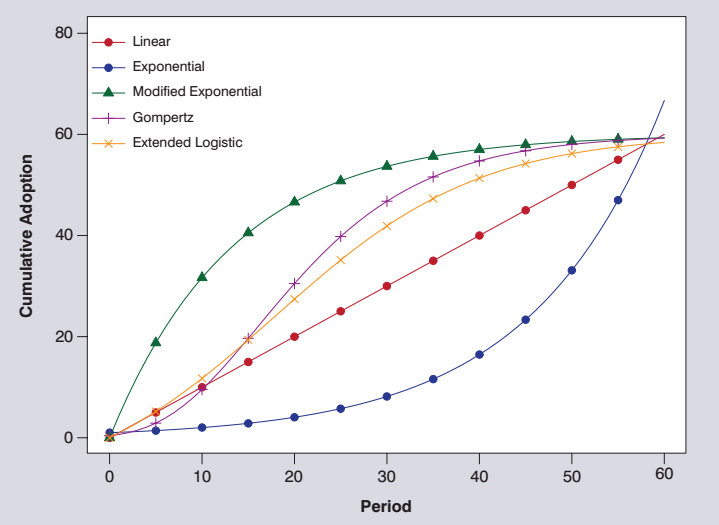 80
60
40
20
0
Cumulative Adoption
Linear
Exponential
Modified Exponential
Gompertz
Extended Logistic
0 10 20 30 40 50 60
Period